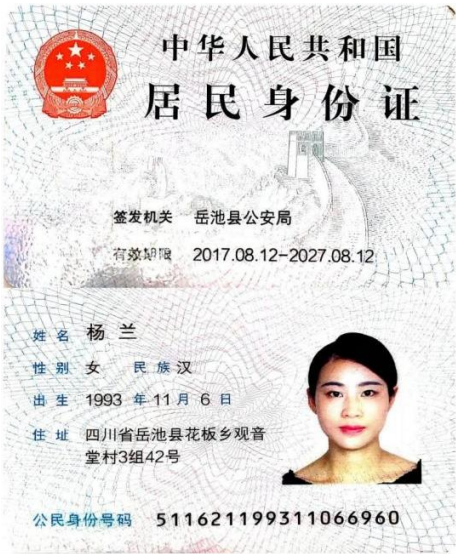 中华人民共和国
居民身份证
签发机关 岳池县公安局
有效期限 2017.08.12-2027.08.12
姓名 杨兰
性别 女 民族 汉
出生 1993 年 11 月 6 日
住址 四川省岳池县花板乡观音
堂村3组42号
公民身份号码 511621199311066960